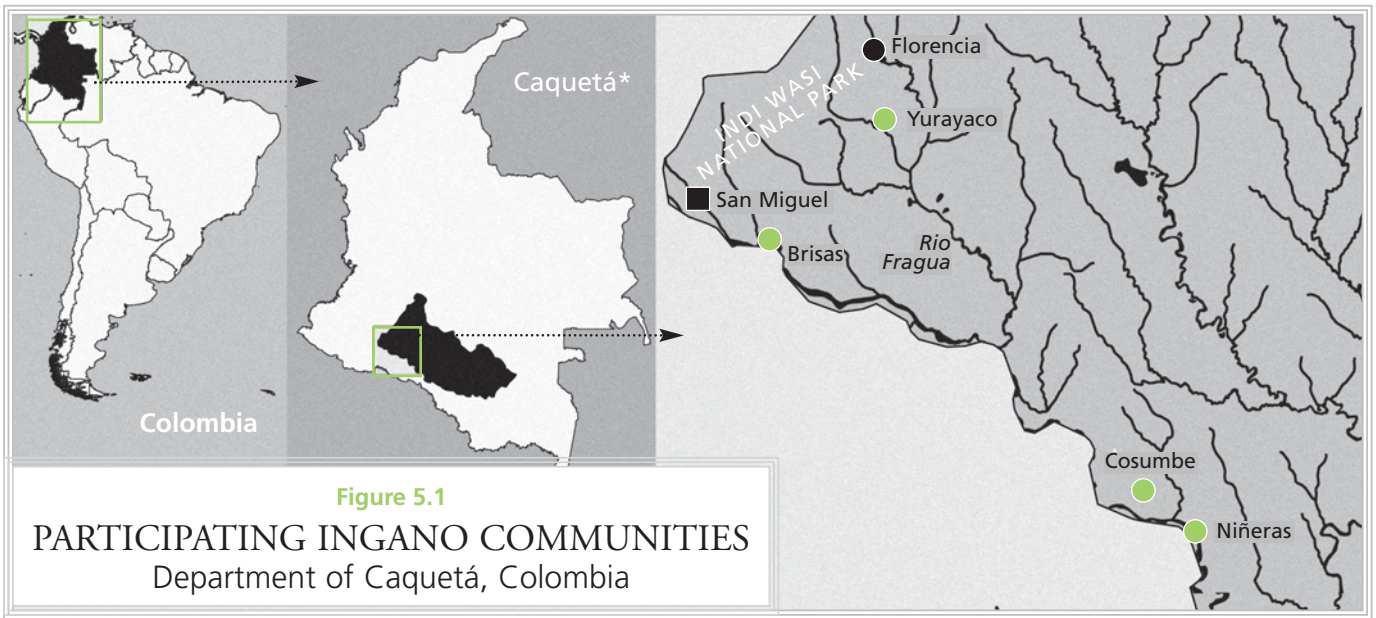 Colombia
Caquetá*
Florencia
INDI WASI
NATIONAL PARK
Yurayaco
San Miguel
Brisas
Rio
Fragua
Cosumbe
Niñeras
Figure 5.1
PARTICIPATING INGANO COMMUNITIES
Department of Caquetá, Colombia